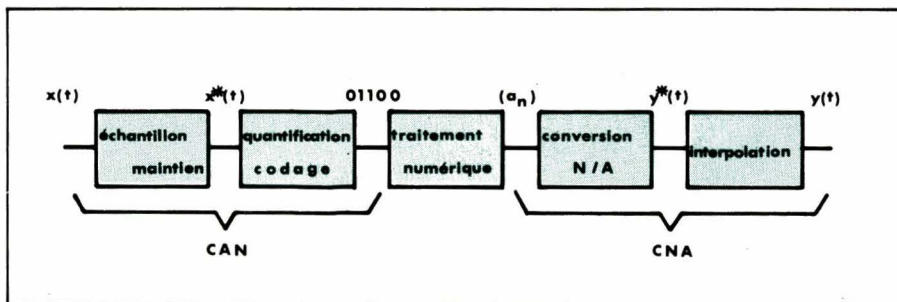 x(t) x*(t) 01100 (aₙ) y*(t) y(t)
échantillon maintien
quantification codage
traitement numérique
conversion N/A
interpolation
CAN CNA